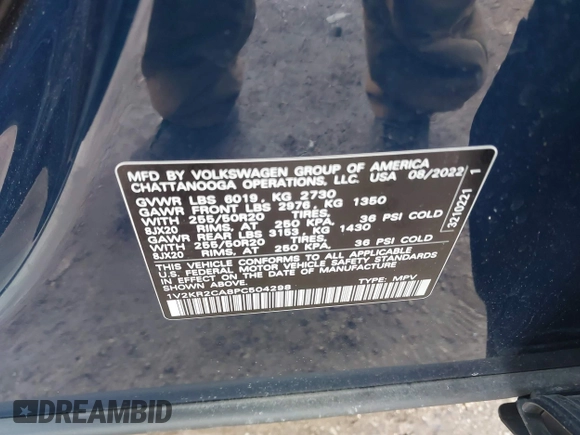 MFD BY VOLKSWAGEN GROUP OF AMERICA
CHATTANOOGA OPERATIONS, LLC. USA 08/2022
GVWR LBS 6019, KG 2730
GAWR FRONT LBS 2976, KG 1350
WITH 255/50R20 TIRES,
8JX20 RIMS, AT 250 KPA, 36 PSI COLD
GAWR REAR LBS 3153, KG 1430
WITH 255/50R20 TIRES,
8JX20 RIMS, AT 250 KPA, 36 PSI COLD
THIS VEHICLE CONFORMS TO ALL APPLICABLE
U.S. FEDERAL MOTOR VEHICLE SAFETY STANDARDS
IN EFFECT ON THE DATE OF MANUFACTURE
SHOWN ABOVE.
1V2KR2CA8PC504298 TYPE: MPV
3210221 1
DREAMBID